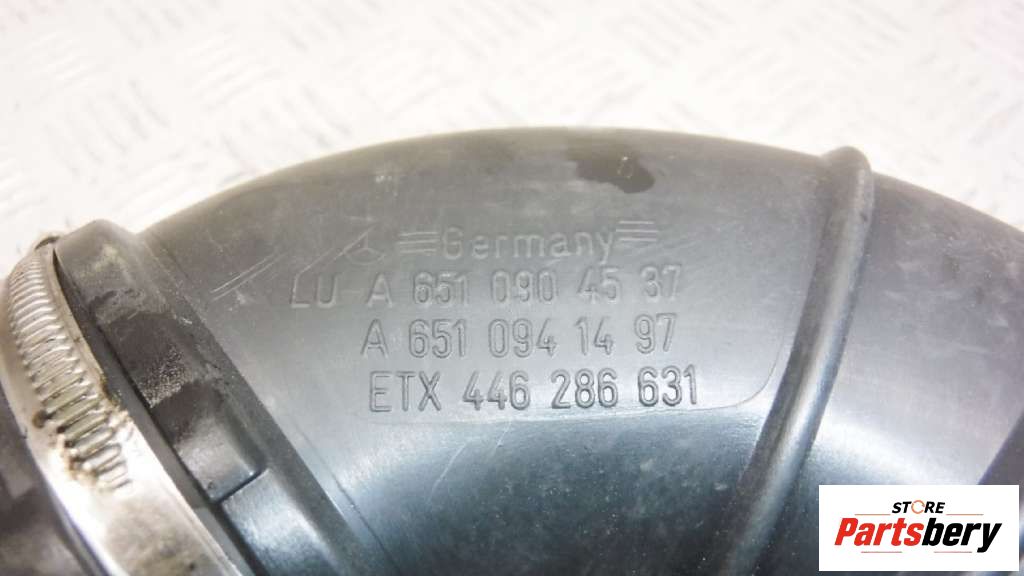 Germany
LU A 651 090 45 37
A 651 094 14 97
ETX 446 286 631
STORE
Partsbery